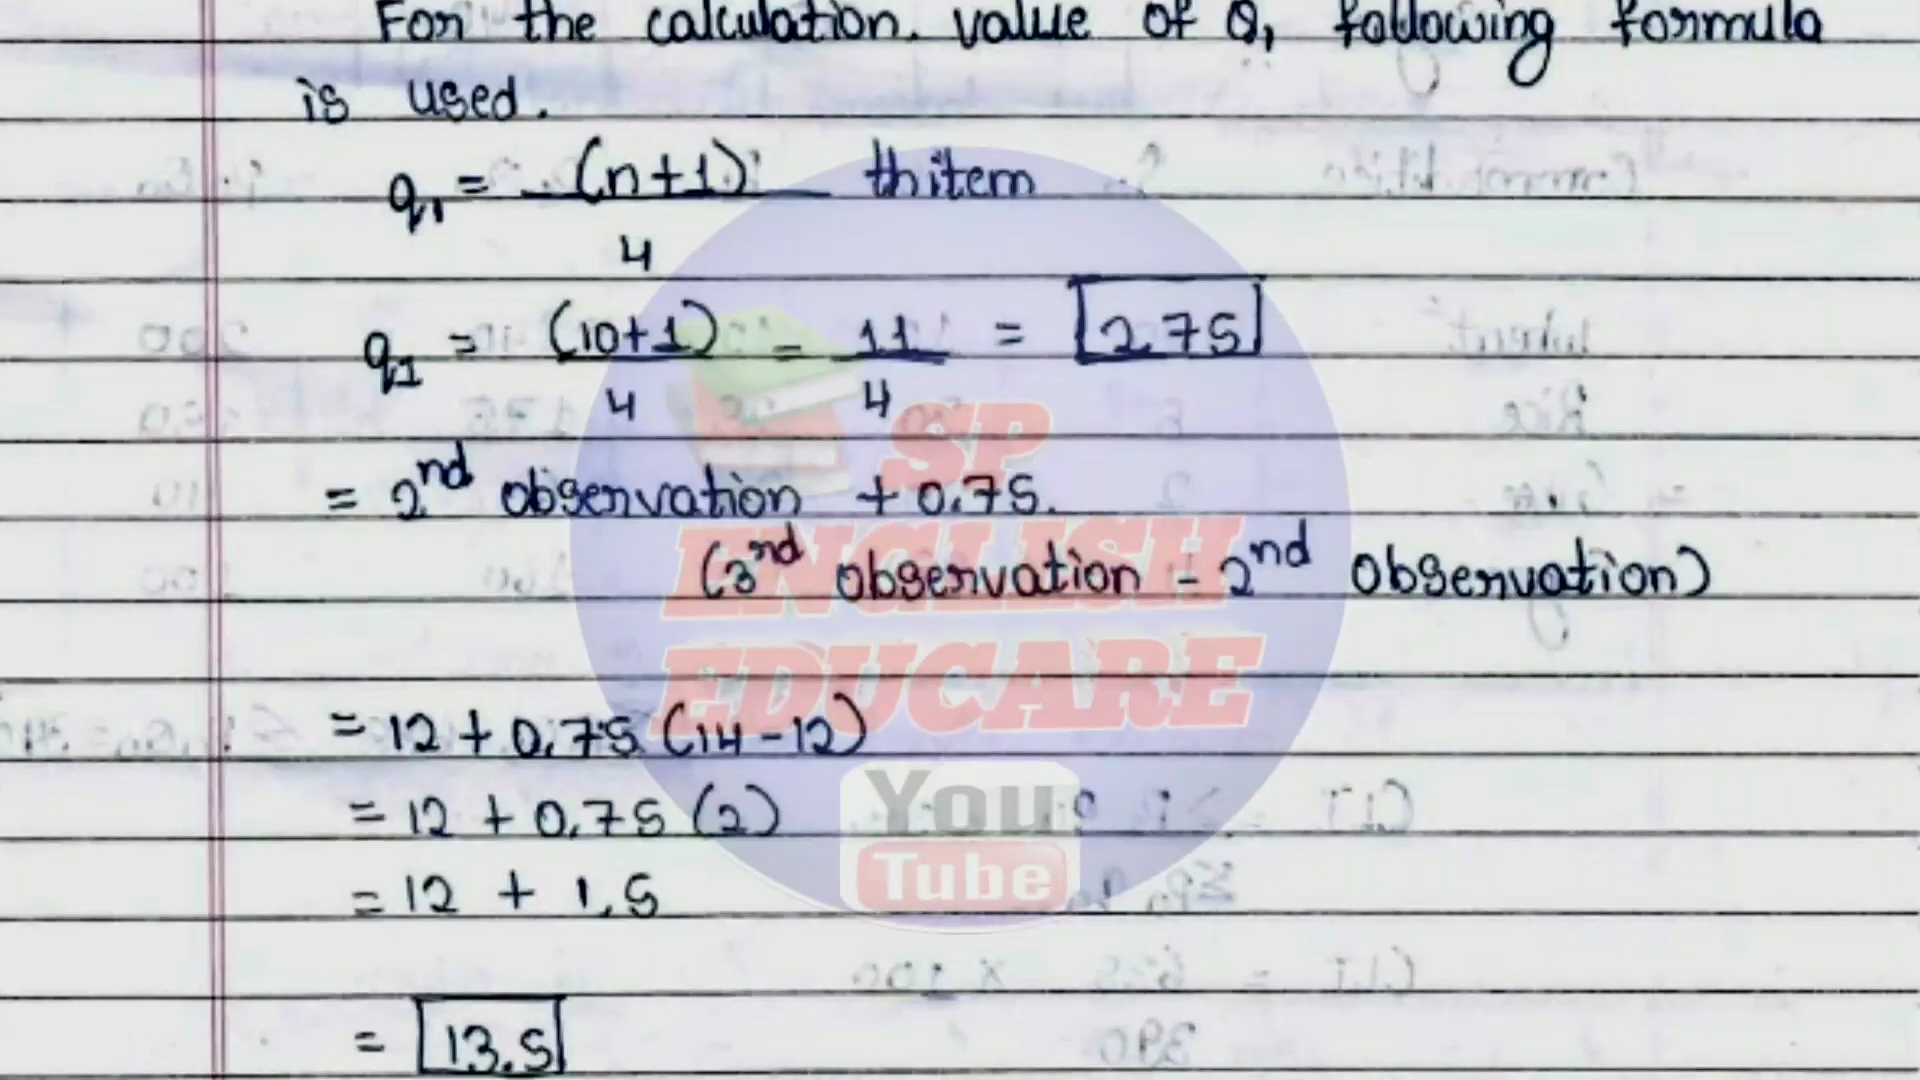 For the calculation. value of Q1 following formula
is used.
q1 = (n+1) th item
4
q1 = (10+1) = 11 = 2.75
4 4
= 2nd observation + 0.75.
(3nd observation - 2nd observation)
= 12 + 0.75 (14-12)
= 12 + 0.75 (2)
= 12 + 1.5
= 13.5
SP
ENGLISH
EDUCARE
You
Tube